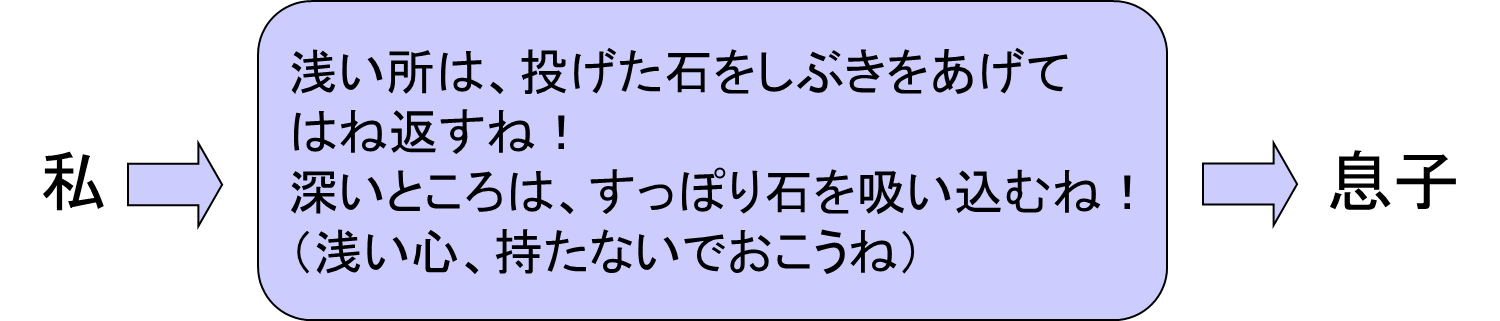 私
浅い所は、投げた石をしぶきをあげて
はね返すね！
深いところは、すっぽり石を吸い込むね！
（浅い心、持たないでおこうね）
息子